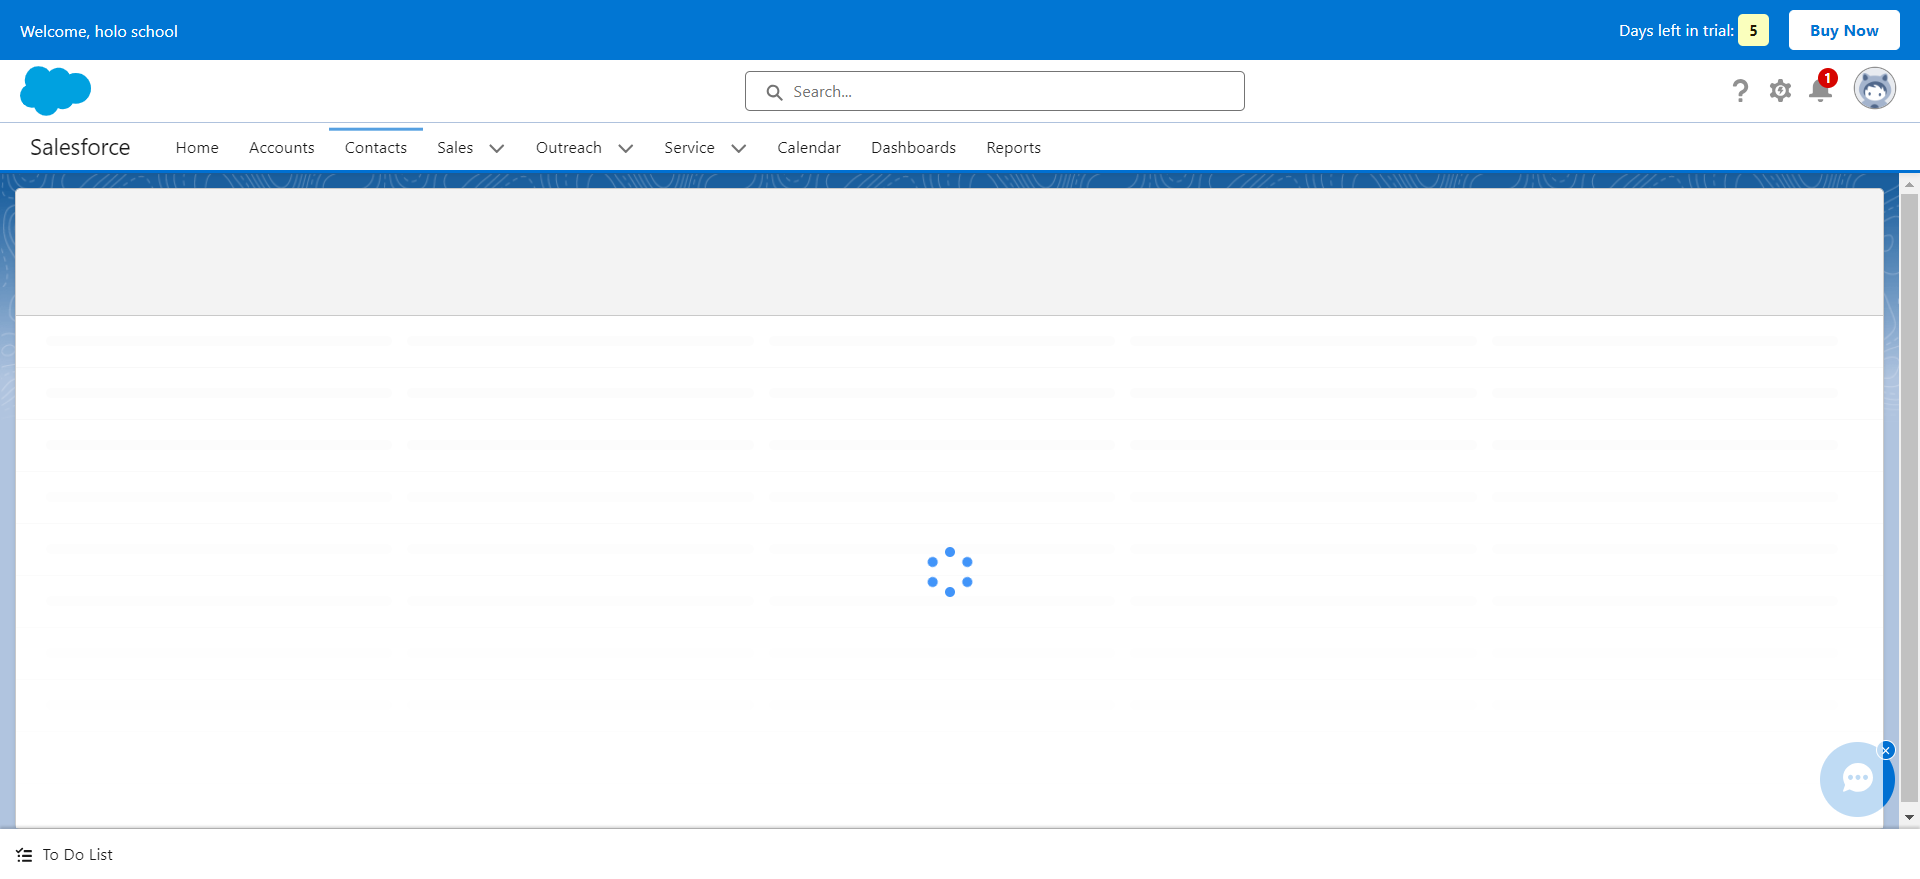 Welcome, holo school
Days left in trial: 5
Buy Now
Search...
1
Salesforce
Home
Accounts
Contacts
Sales
Outreach
Service
Calendar
Dashboards
Reports
To Do List